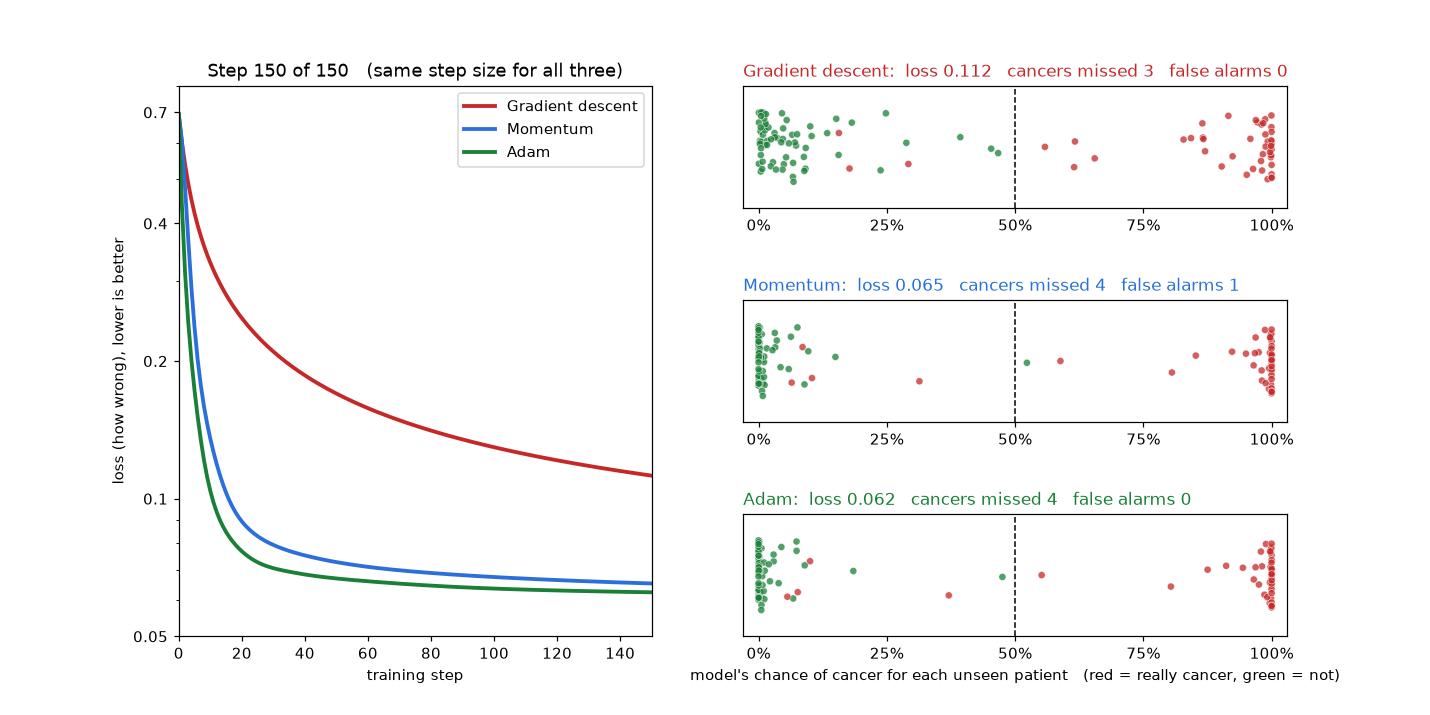 Step 150 of 150   (same step size for all three)
Gradient descent
Momentum
Adam
0.7
0.4
0.2
0.1
0.05
loss (how wrong), lower is better
0 20 40 60 80 100 120 140
training step
Gradient descent:  loss 0.112   cancers missed 3   false alarms 0
0% 25% 50% 75% 100%
Momentum:  loss 0.065   cancers missed 4   false alarms 1
0% 25% 50% 75% 100%
Adam:  loss 0.062   cancers missed 4   false alarms 0
0% 25% 50% 75% 100%
model's chance of cancer for each unseen patient   (red = really cancer, green = not)